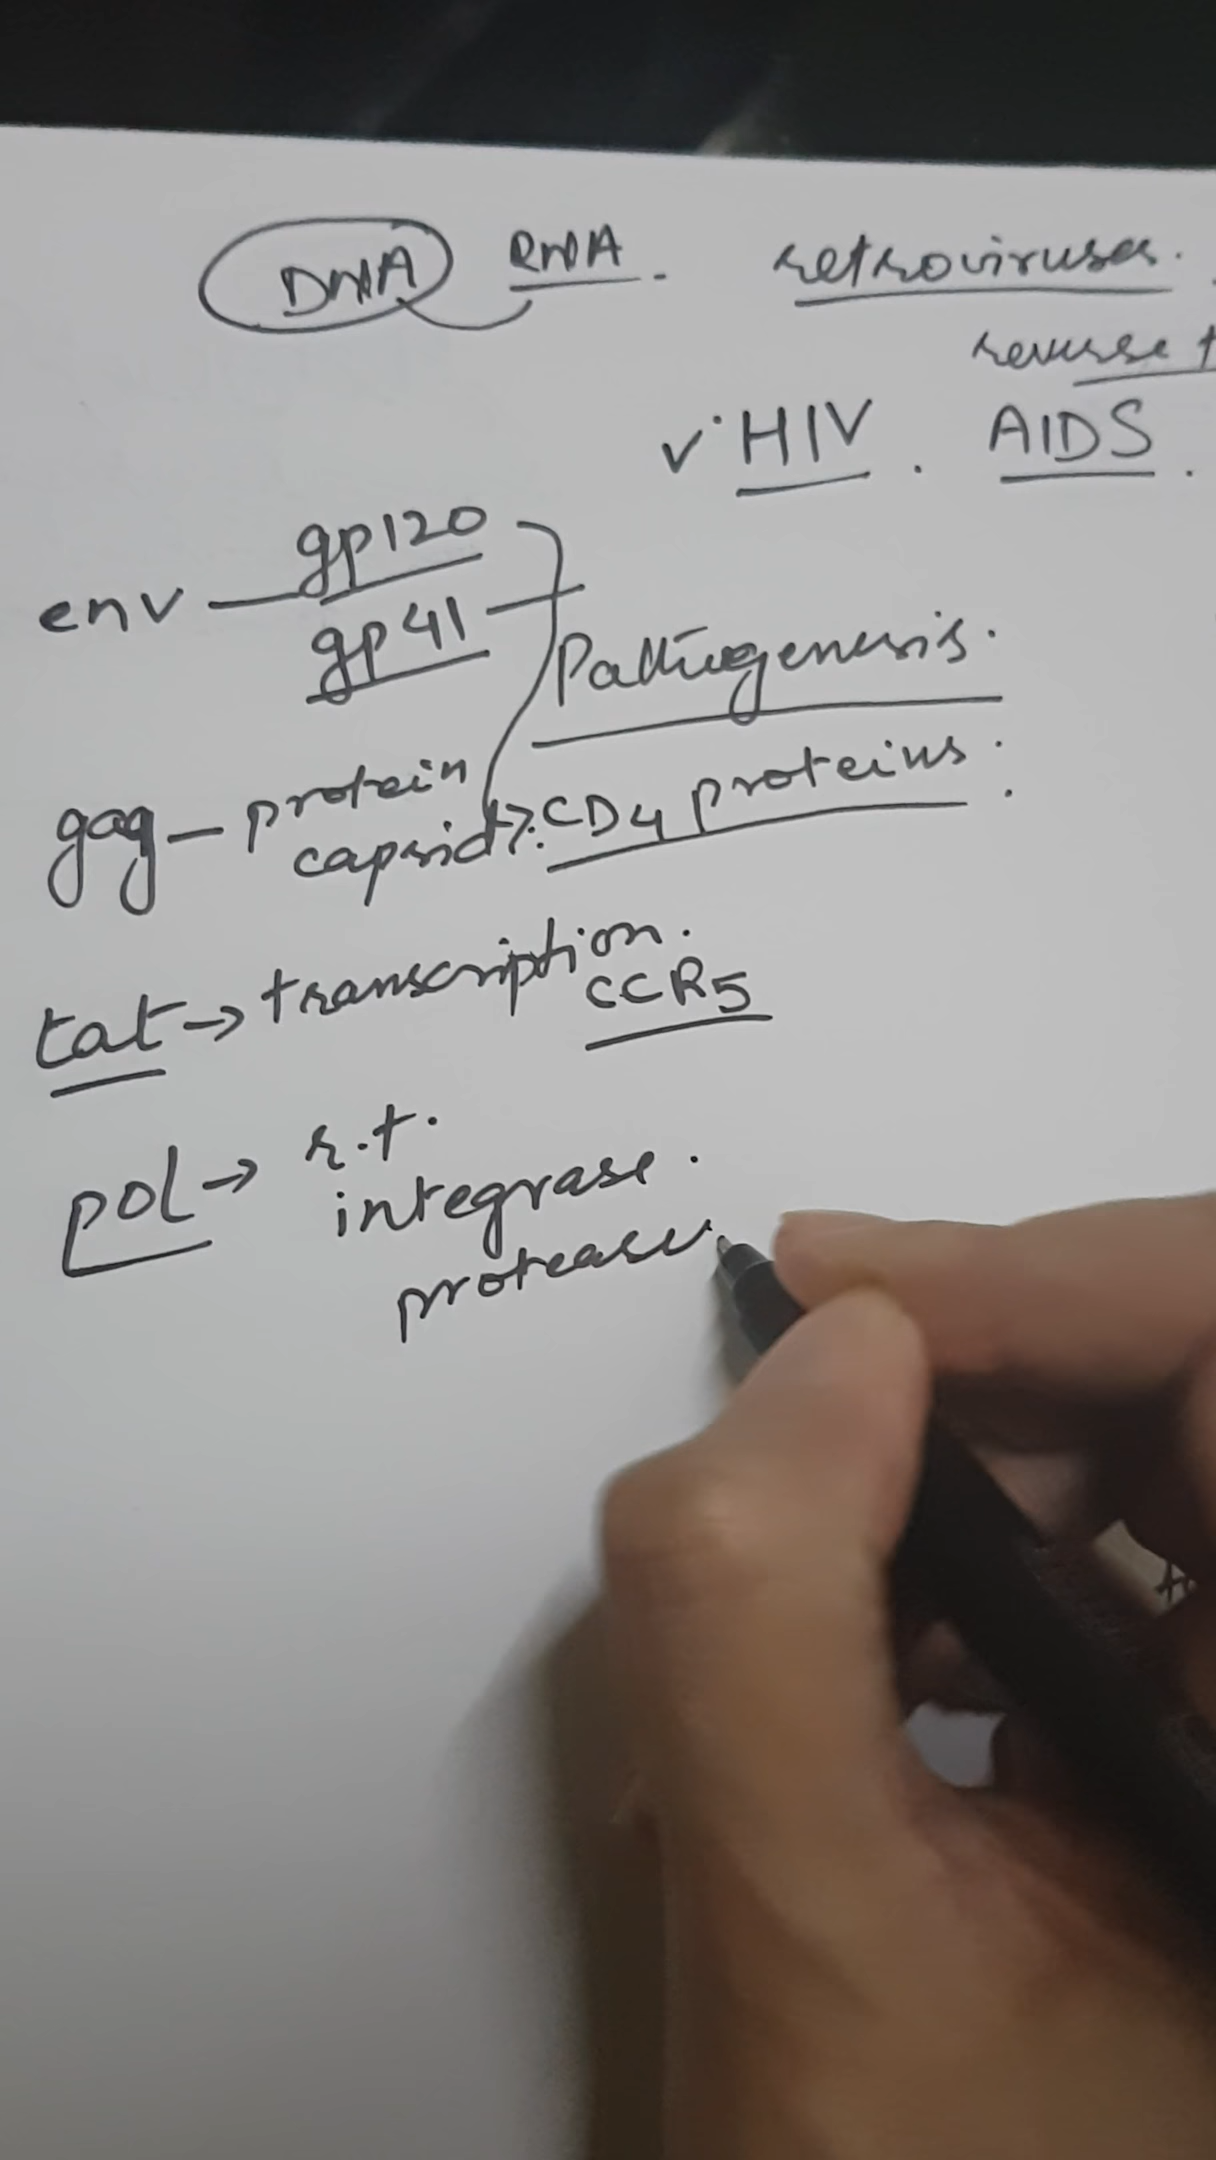 DNA RNA. retroviruses.
reverse t
✓ HIV. AIDS.
env — gp120
gp41
Pathogenesis.
gag — protein
capsid
CD4 proteins.
tat → transcription.
CCR5
pol → r.t.
integrase.
protease